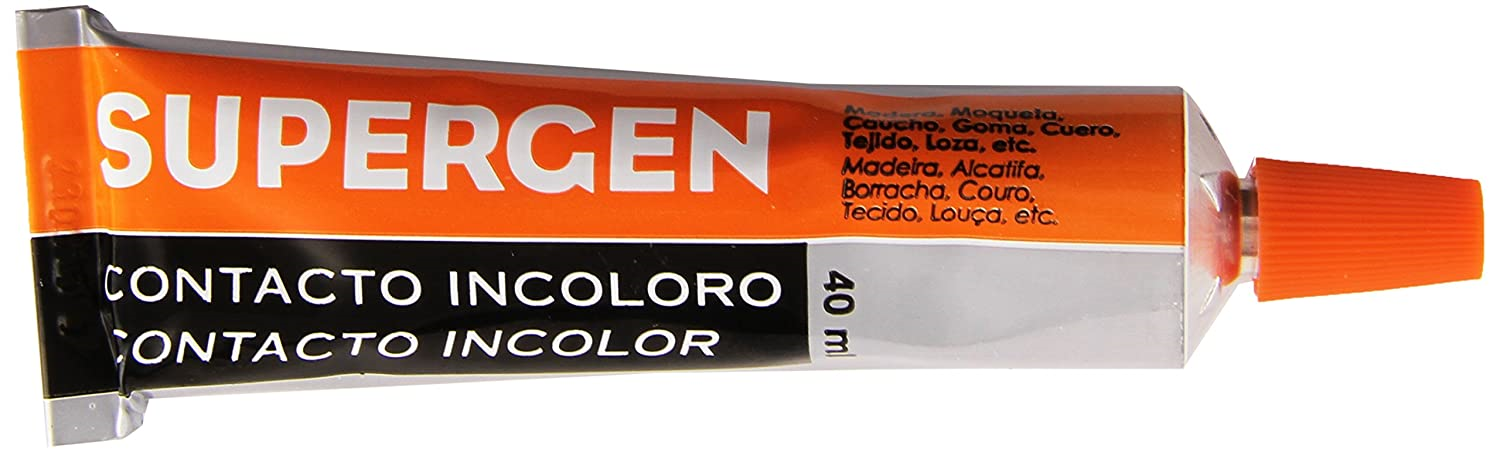 SUPERGEN
Madera, Moqueta,
Caucho, Goma, Cuero,
Tejido, Loza, etc.
Madeira, Alcatifa,
Borracha, Couro,
Tecido, Louça, etc.
CONTACTO INCOLORO
CONTACTO INCOLOR
40 ml